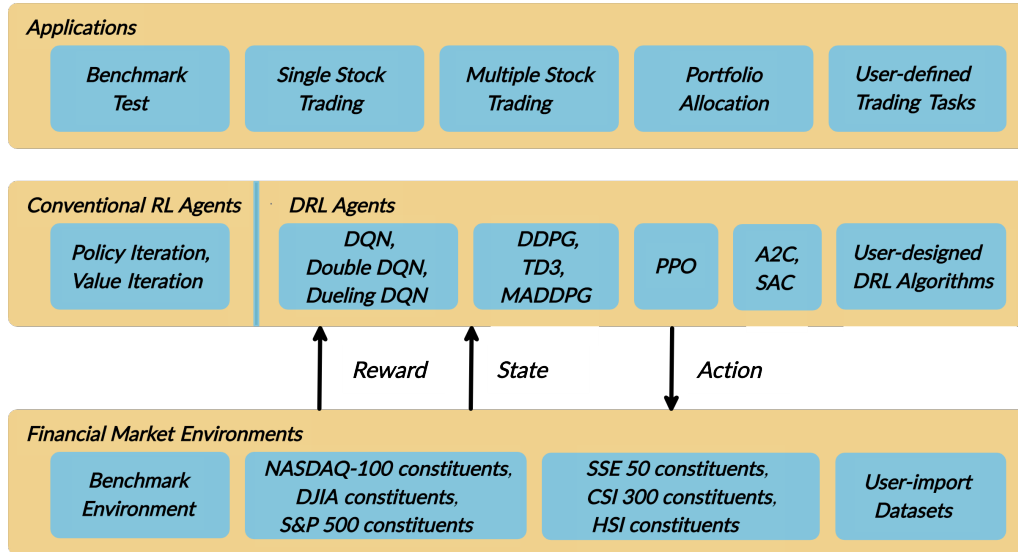 Applications
Benchmark
Test
Single Stock
Trading
Multiple Stock
Trading
Portfolio
Allocation
User-defined
Trading Tasks
Conventional RL Agents
Policy Iteration,
Value Iteration
DRL Agents
DQN,
Double DQN,
Dueling DQN
DDPG,
TD3,
MADDPG
PPO
A2C,
SAC
User-designed
DRL Algorithms
Reward
State
Action
Financial Market Environments
Benchmark
Environment
NASDAQ-100 constituents,
DJIA constituents,
S&P 500 constituents
SSE 50 constituents,
CSI 300 constituents,
HSI constituents
User-import
Datasets